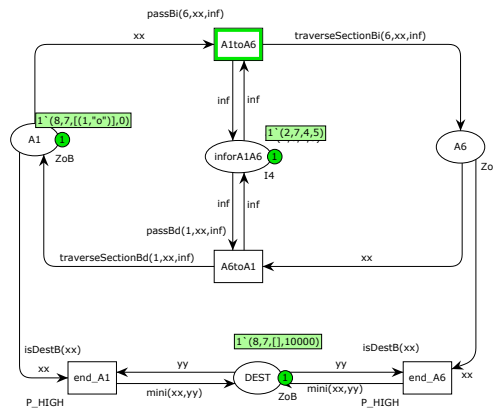 passBi(6,xx,inf)
xx
A1toA6
traverseSectionBi(6,xx,inf)
inf
inf
1`(8,7,[(1,"o")],0)
A1
1
ZoB
1`(2,7,4,5)
inforA1A6
1
I4
A6
Zo
inf
inf
passBd(1,xx,inf)
traverseSectionBd(1,xx,inf)
A6toA1
xx
1`(8,7,[],10000)
isDestB(xx)
isDestB(xx)
xx
yy
yy
xx
end_A1
DEST
1
end_A6
mini(xx,yy)
mini(xx,yy)
ZoB
P_HIGH
P_HIGH